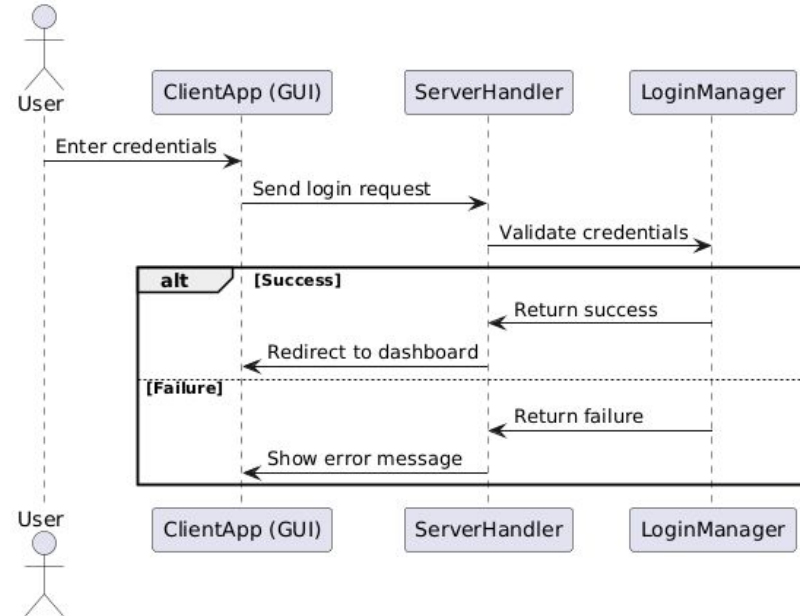 User
ClientApp (GUI)
ServerHandler
LoginManager
Enter credentials
Send login request
Validate credentials
alt
[Success]
Return success
Redirect to dashboard
[Failure]
Return failure
Show error message
User
ClientApp (GUI)
ServerHandler
LoginManager